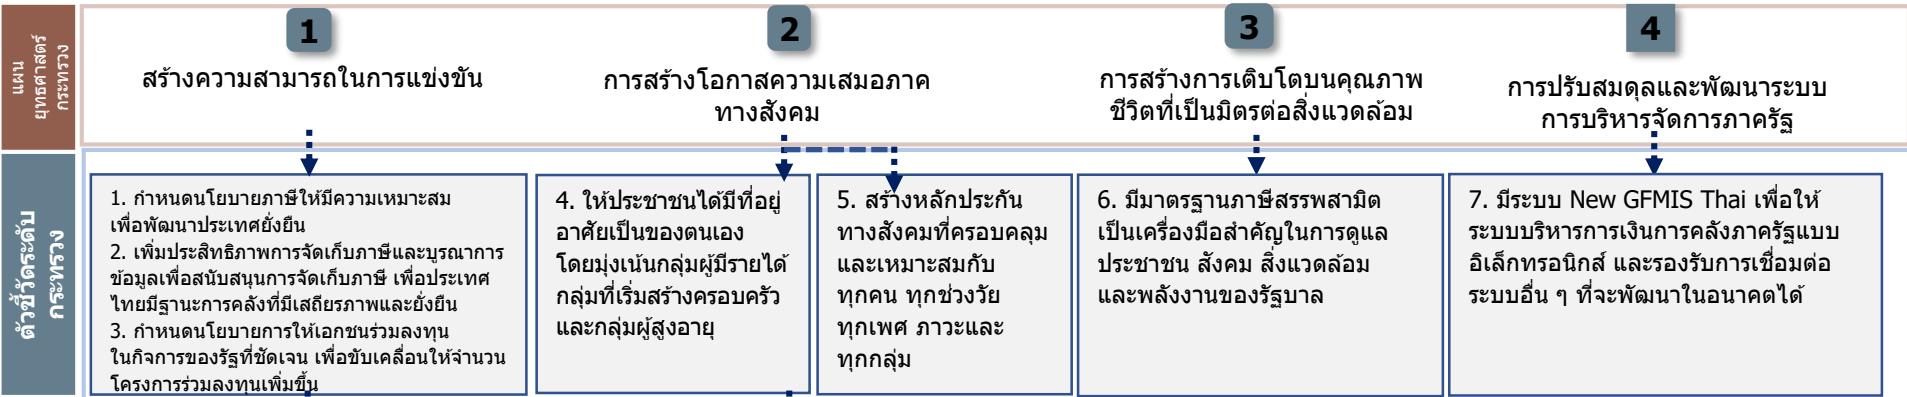 แผน
ยุทธศาสตร์
กระทรวง
1
สร้างความสามารถในการแข่งขัน
2
การสร้างโอกาสความเสมอภาค
ทางสังคม
3
การสร้างการเติบโตบนคุณภาพ
ชีวิตที่เป็นมิตรต่อสิ่งแวดล้อม
4
การปรับสมดุลและพัฒนาระบบ
การบริหารจัดการภาครัฐ
ตัวชี้วัดระดับ
กระทรวง
1. กำหนดนโยบายภาษีให้มีความเหมาะสม
เพื่อพัฒนาประเทศยั่งยืน
2. เพิ่มประสิทธิภาพการจัดเก็บภาษีและบูรณาการ
ข้อมูลเพื่อสนับสนุนการจัดเก็บภาษี เพื่อประเทศ
ไทยมีฐานะการคลังที่มีเสถียรภาพและยั่งยืน
3. กำหนดนโยบายการให้เอกชนร่วมลงทุน
ในกิจการของรัฐที่ชัดเจน เพื่อขับเคลื่อนให้จำนวน
โครงการร่วมลงทุนเพิ่มขึ้น
4. ให้ประชาชนได้มีที่อยู่
อาศัยเป็นของตนเอง
โดยมุ่งเน้นกลุ่มผู้มีรายได้
กลุ่มที่เริ่มสร้างครอบครัว
และกลุ่มผู้สูงอายุ
5. สร้างหลักประกัน
ทางสังคมที่ครอบคลุม
และเหมาะสมกับ
ทุกคน ทุกช่วงวัย
ทุกเพศ ภาวะและ
ทุกกลุ่ม
6. มีมาตรฐานภาษีสรรพสามิต
เป็นเครื่องมือสำคัญในการดูแล
ประชาชน สังคม สิ่งแวดล้อม
และพลังงานของรัฐบาล
7. มีระบบ New GFMIS Thai เพื่อให้
ระบบบริหารการเงินการคลังภาครัฐแบบ
อิเล็กทรอนิกส์ และรองรับการเชื่อมต่อ
ระบบอื่น ๆ ที่จะพัฒนาในอนาคตได้